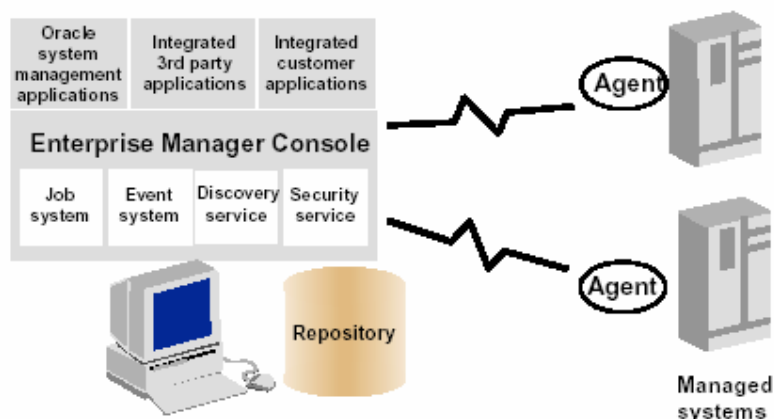 Oracle
system
management
applications
Integrated
3rd party
applications
Integrated
customer
applications
Enterprise Manager Console
Job
system
Event
system
Discovery
service
Security
service
Repository
Agent
Agent
Managed
systems